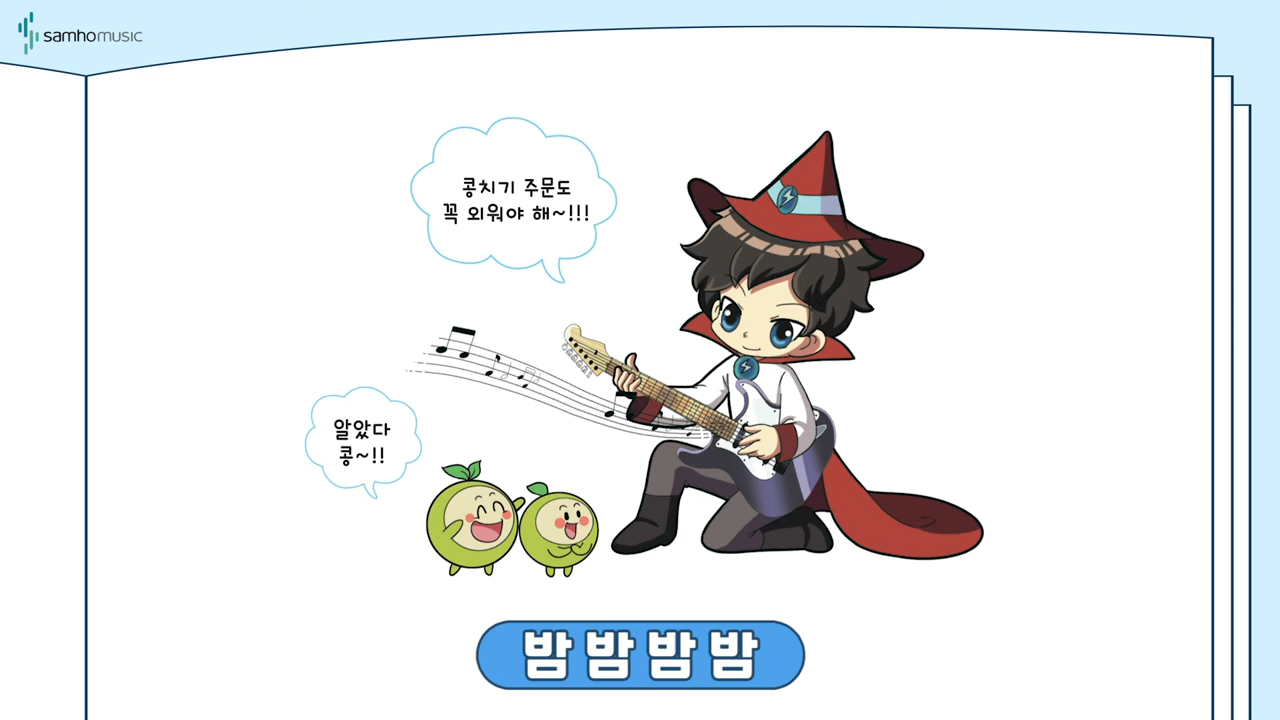 samhomusic
콩치기 주문도
꼭 외워야 해~!!!
알았다
콩~!!
밤 밤 밤 밤